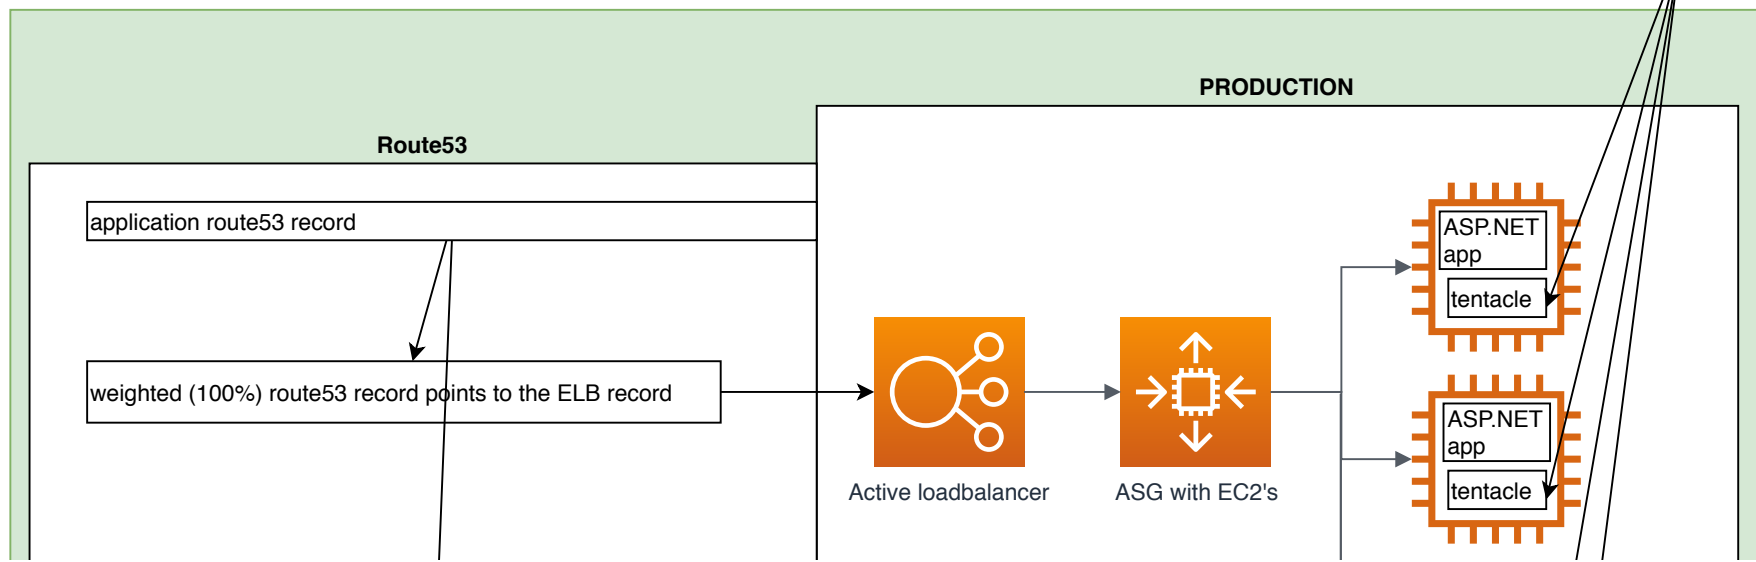 PRODUCTION
Route53
application route53 record
weighted (100%) route53 record points to the ELB record
Active loadbalancer
ASG with EC2's
ASP.NET
app
tentacle
ASP.NET
app
tentacle